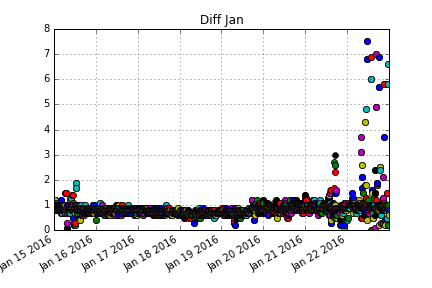 Diff Jan
8
7
6
5
4
3
2
1
0
Jan 15 2016
Jan 16 2016
Jan 17 2016
Jan 18 2016
Jan 19 2016
Jan 20 2016
Jan 21 2016
Jan 22 2016